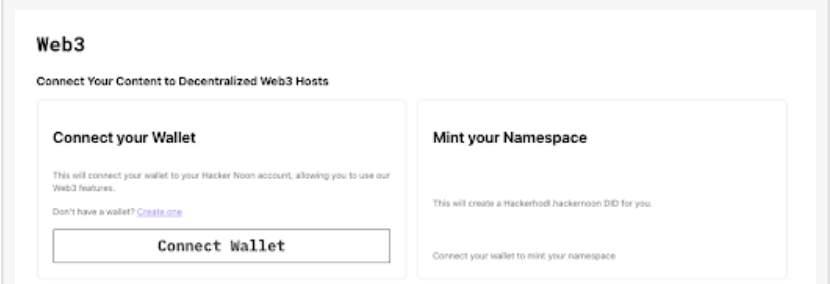 Web3
Connect Your Content to Decentralized Web3 Hosts
Connect your Wallet
This will connect your wallet to your Hacker Noon account, allowing you to use our
Web3 features.
Don't have a wallet? Create one
Connect Wallet
Mint your Namespace
This will create a Hackerhodl.hackernoon DID for you.
Connect your wallet to mint your namespace